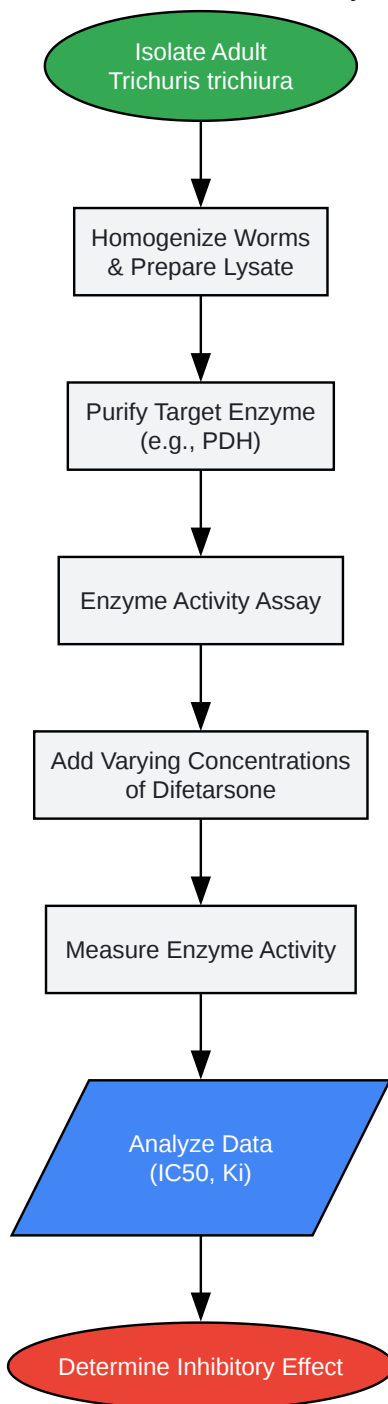 Isolate Adult
Trichuris trichiura
Homogenize Worms
& Prepare Lysate
Purify Target Enzyme
(e.g., PDH)
Enzyme Activity Assay
Add Varying Concentrations
of Difetarsone
Measure Enzyme Activity
Analyze Data
(IC50, Ki)
Determine Inhibitory Effect